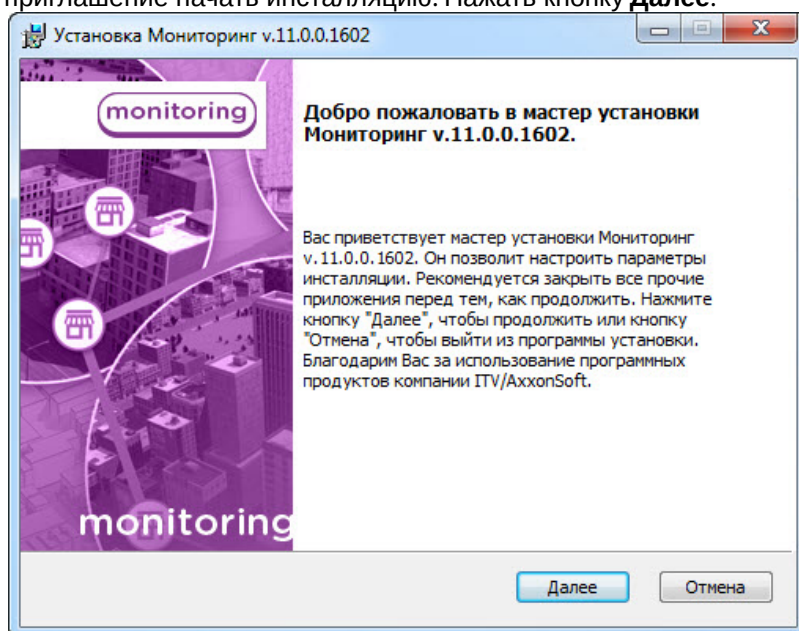 приглашение начать инсталляцию. Нажать кнопку Далее.
Установка Мониторинг v.11.0.0.1602
monitoring
Добро пожаловать в мастер установки
Мониторинг v.11.0.0.1602.
Вас приветствует мастер установки Мониторинг
v.11.0.0.1602. Он позволит настроить параметры
инсталляции. Рекомендуется закрыть все прочие
приложения перед тем, как продолжить. Нажмите
кнопку "Далее", чтобы продолжить или кнопку
"Отмена", чтобы выйти из программы установки.
Благодарим Вас за использование программных
продуктов компании ITV/AxxonSoft.
monitoring
Далее
Отмена